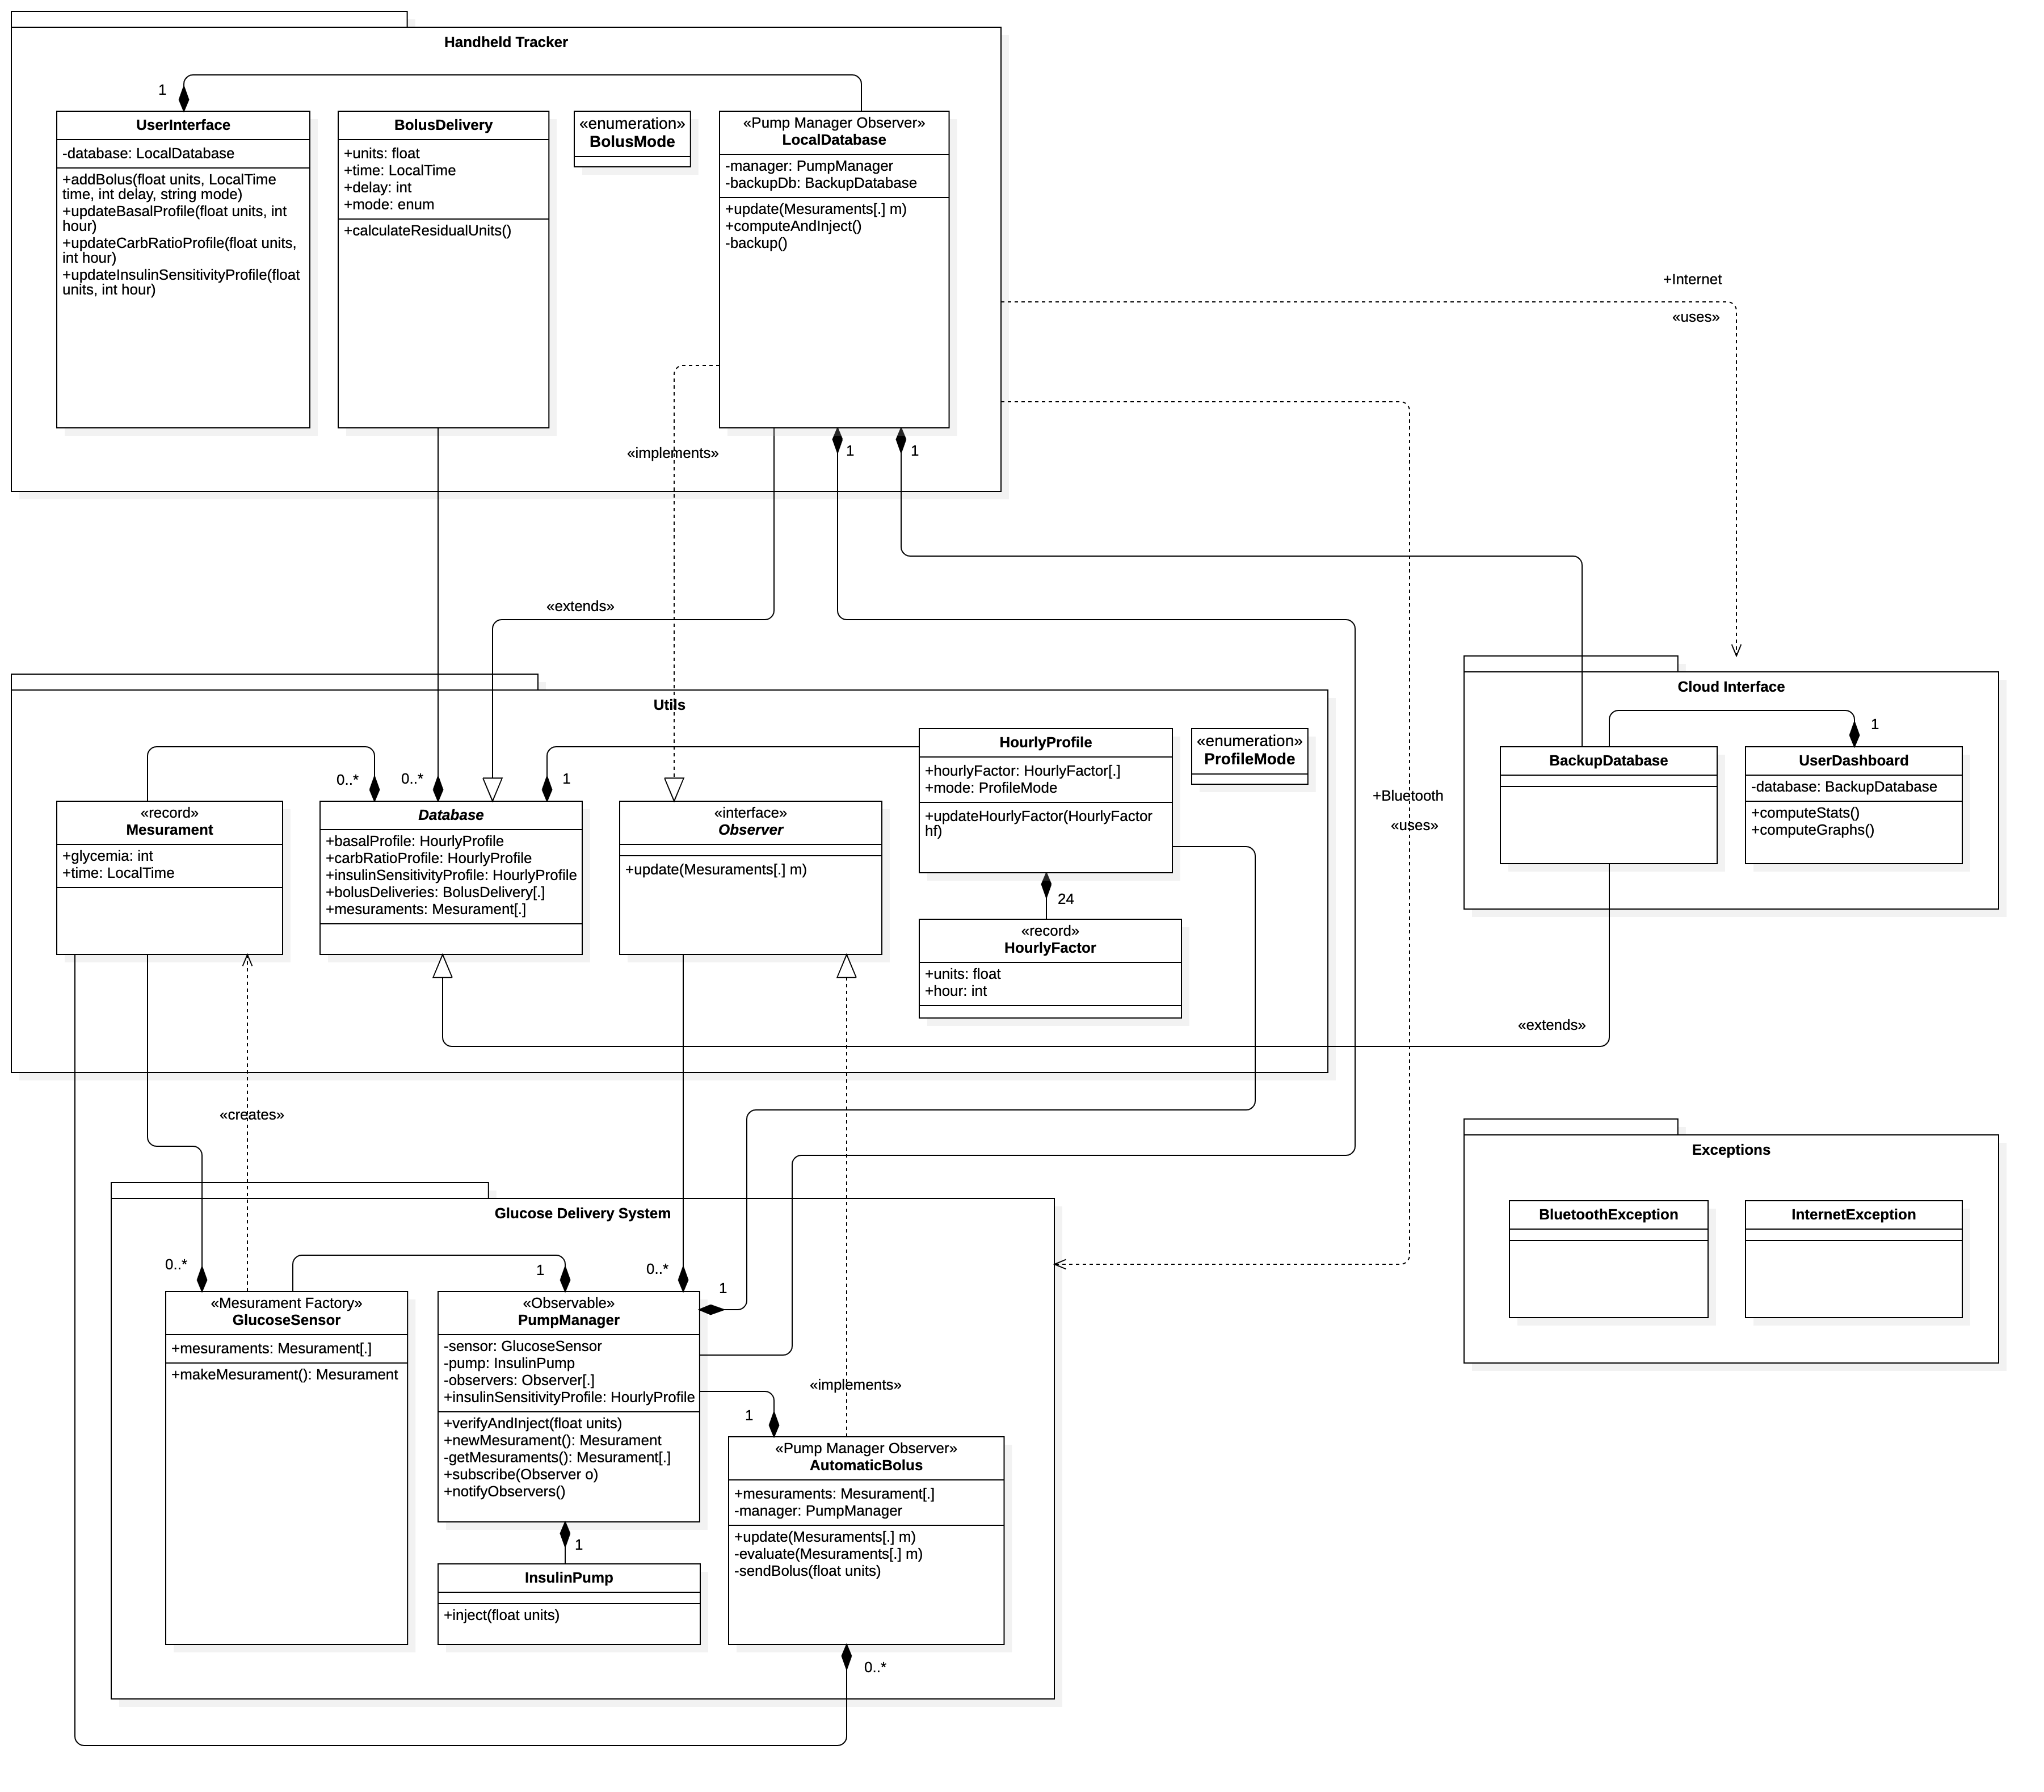 Handheld Tracker
1
UserInterface
-database: LocalDatabase
+addBolus(float units, LocalTime
time, int delay, string mode)
+updateBasalProfile(float units, int
hour)
+updateCarbRatioProfile(float units,
int hour)
+updateInsulinSensitivityProfile(float
units, int hour)
BolusDelivery
+units: float
+time: LocalTime
+delay: int
+mode: enum
+calculateResidualUnits()
«enumeration»
BolusMode
«Pump Manager Observer»
LocalDatabase
-manager: PumpManager
-backupDb: BackupDatabase
+update(Mesuraments[.] m)
+computeAndInject()
-backup()
+Internet
«uses»
«implements»
1
1
«extends»
Utils
0..*
0..*
1
«record»
Mesurament
+glycemia: int
+time: LocalTime
Database
+basalProfile: HourlyProfile
+carbRatioProfile: HourlyProfile
+insulinSensitivityProfile: HourlyProfile
+bolusDeliveries: BolusDelivery[.]
+mesuraments: Mesurament[.]
«interface»
Observer
+update(Mesuraments[.] m)
HourlyProfile
+hourlyFactor: HourlyFactor[.]
+mode: ProfileMode
+updateHourlyFactor(HourlyFactor
hf)
«enumeration»
ProfileMode
24
«record»
HourlyFactor
+units: float
+hour: int
+Bluetooth
«uses»
Cloud Interface
1
BackupDatabase
UserDashboard
-database: BackupDatabase
+computeStats()
+computeGraphs()
«extends»
«creates»
Exceptions
BluetoothException
InternetException
Glucose Delivery System
0..*
1
0..*
1
«Mesurament Factory»
GlucoseSensor
+mesuraments: Mesurament[.]
+makeMesurament(): Mesurament
«Observable»
PumpManager
-sensor: GlucoseSensor
-pump: InsulinPump
-observers: Observer[.]
+insulinSensitivityProfile: HourlyProfile
+verifyAndInject(float units)
+newMesurament(): Mesurament
-getMesuraments(): Mesurament[.]
+subscribe(Observer o)
+notifyObservers()
«implements»
1
«Pump Manager Observer»
AutomaticBolus
+mesuraments: Mesurament[.]
-manager: PumpManager
+update(Mesuraments[.] m)
-evaluate(Mesuraments[.] m)
-sendBolus(float units)
1
InsulinPump
+inject(float units)
0..*